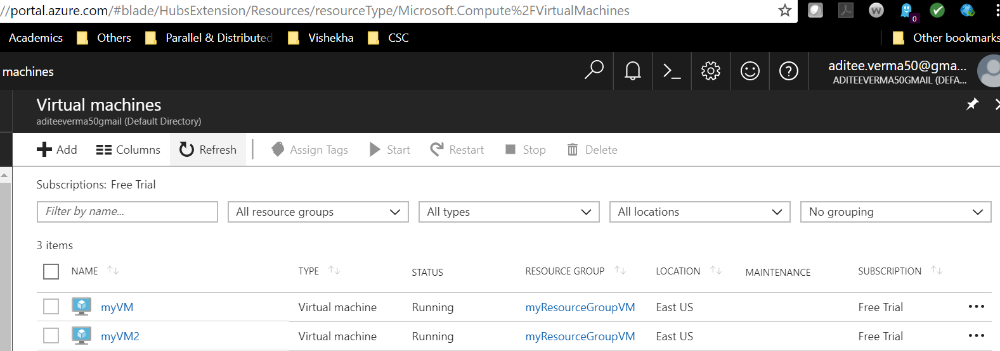 //portal.azure.com/#blade/HubsExtension/Resources/resourceType/Microsoft.Compute%2FVirtualMachines
W
0
Academics Others Parallel & Distributed Vishekha CSC Other bookmarks
machines
>_
?
aditee.verma50@gma...
ADITEEVERMA50GMAIL (DEFA...
Virtual machines
aditeeverma50gmail (Default Directory)
Add Columns Refresh Assign Tags Start Restart Stop Delete
Subscriptions: Free Trial
Filter by name... All resource groups All types All locations No grouping
3 items
NAME TYPE STATUS RESOURCE GROUP LOCATION MAINTENANCE SUBSCRIPTION
myVM Virtual machine Running myResourceGroupVM East US Free Trial ...
myVM2 Virtual machine Running myResourceGroupVM East US Free Trial ...